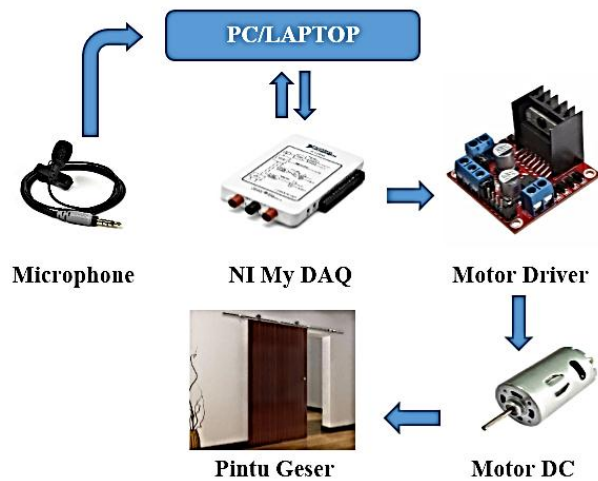 PC/LAPTOP
Microphone
NI My DAQ
Motor Driver
Pintu Geser
Motor DC